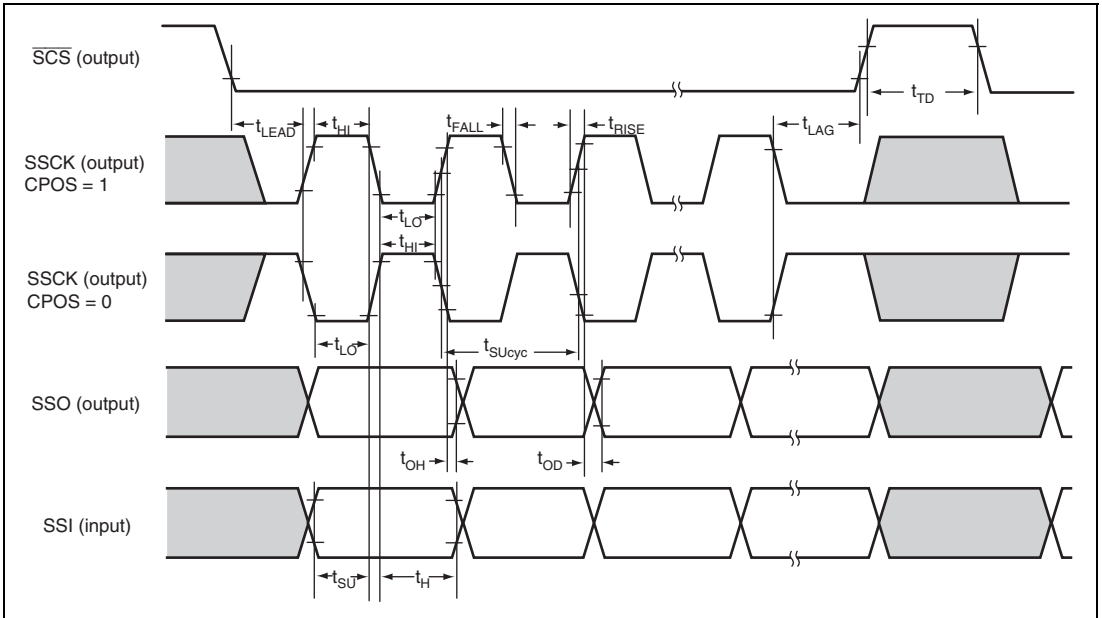 SCS (output)
tTD
tLEAD
tHI
tFALL
tRISE
tLAG
SSCK (output)
CPOS = 1
tLO
tHI
SSCK (output)
CPOS = 0
tLO
tSUcyc
SSO (output)
tOH
tOD
SSI (input)
tSU
tH